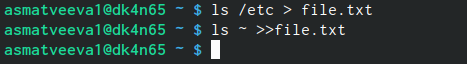 asmatveeva1@dk4n65 ~ $ ls /etc > file.txt
asmatveeva1@dk4n65 ~ $ ls ~ >>file.txt
asmatveeva1@dk4n65 ~ $